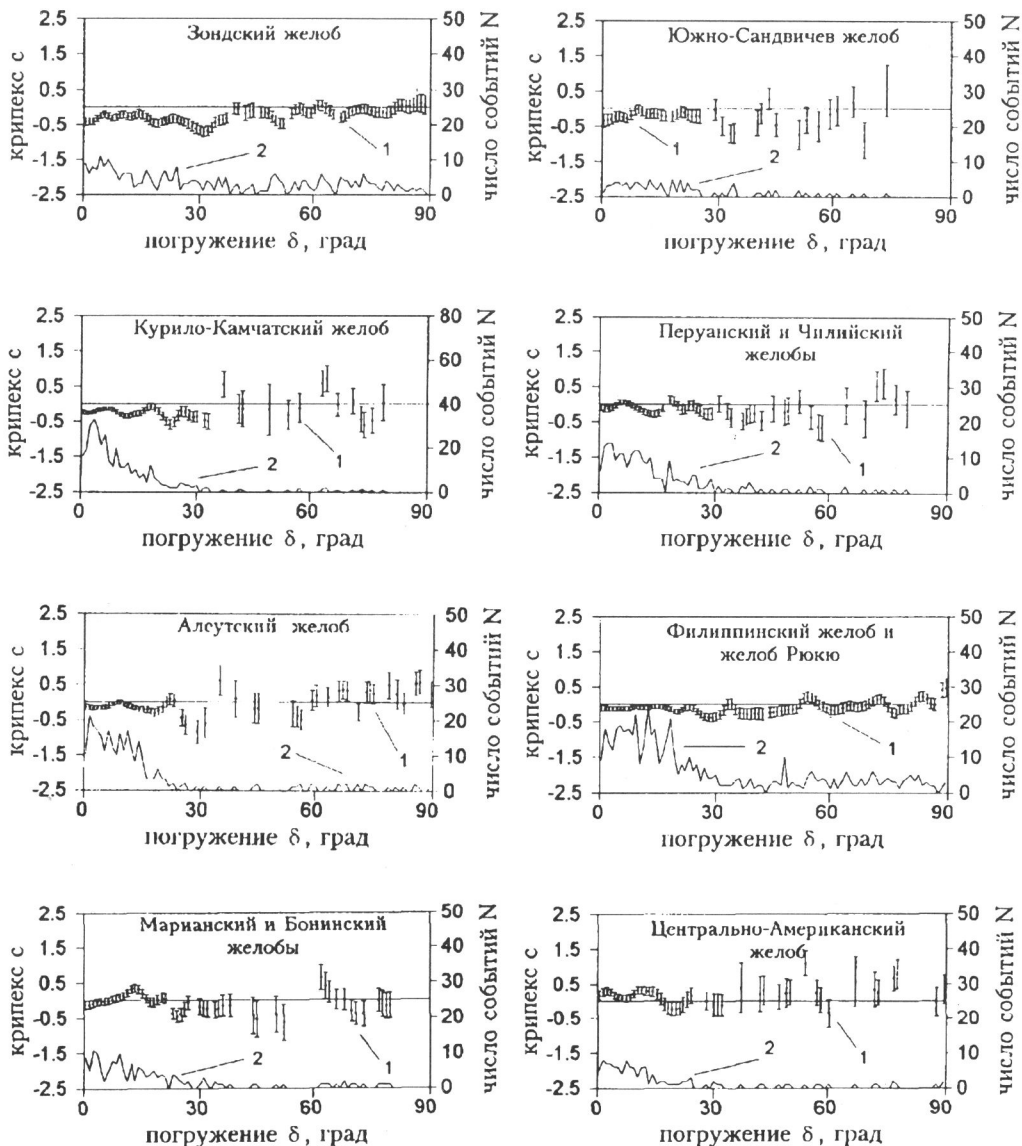 Зондский желоб
крипекс с
число событий N
2.5
1.5
0.5
-0.5
-1.5
-2.5
50
40
30
20
10
0
1
2
0 30 60 90
погружение δ, град
Южно-Сандвичев желоб
крипекс с
число событий N
2.5
1.5
0.5
-0.5
-1.5
-2.5
50
40
30
20
10
0
1
2
0 30 60 90
погружение δ, град
Курило-Камчатский желоб
крипекс с
число событий N
2.5
1.5
0.5
-0.5
-1.5
-2.5
80
60
40
20
0
2
1
0 30 60 90
погружение δ, град
Перуанский и Чилийский
желобы
крипекс с
число событий N
2.5
1.5
0.5
-0.5
-1.5
-2.5
50
40
30
20
10
0
2
1
0 30 60 90
погружение δ, град
Алеутский желоб
крипекс с
число событий N
2.5
1.5
0.5
-0.5
-1.5
-2.5
50
40
30
20
10
0
2
1
0 30 60 90
погружение δ, град
Филиппинский желоб и
желоб Рюкю
крипекс с
число событий N
2.5
1.5
0.5
-0.5
-1.5
-2.5
50
40
30
20
10
0
2
1
0 30 60 90
погружение δ, град
Марианский и Бонинский
желобы
крипекс с
число событий N
2.5
1.5
0.5
-0.5
-1.5
-2.5
50
40
30
20
10
0
2
1
0 30 60 90
погружение δ, град
Центрально-Американский
желоб
крипекс с
число событий N
2.5
1.5
0.5
-0.5
-1.5
-2.5
50
40
30
20
10
0
2
1
0 30 60 90
погружение δ, град